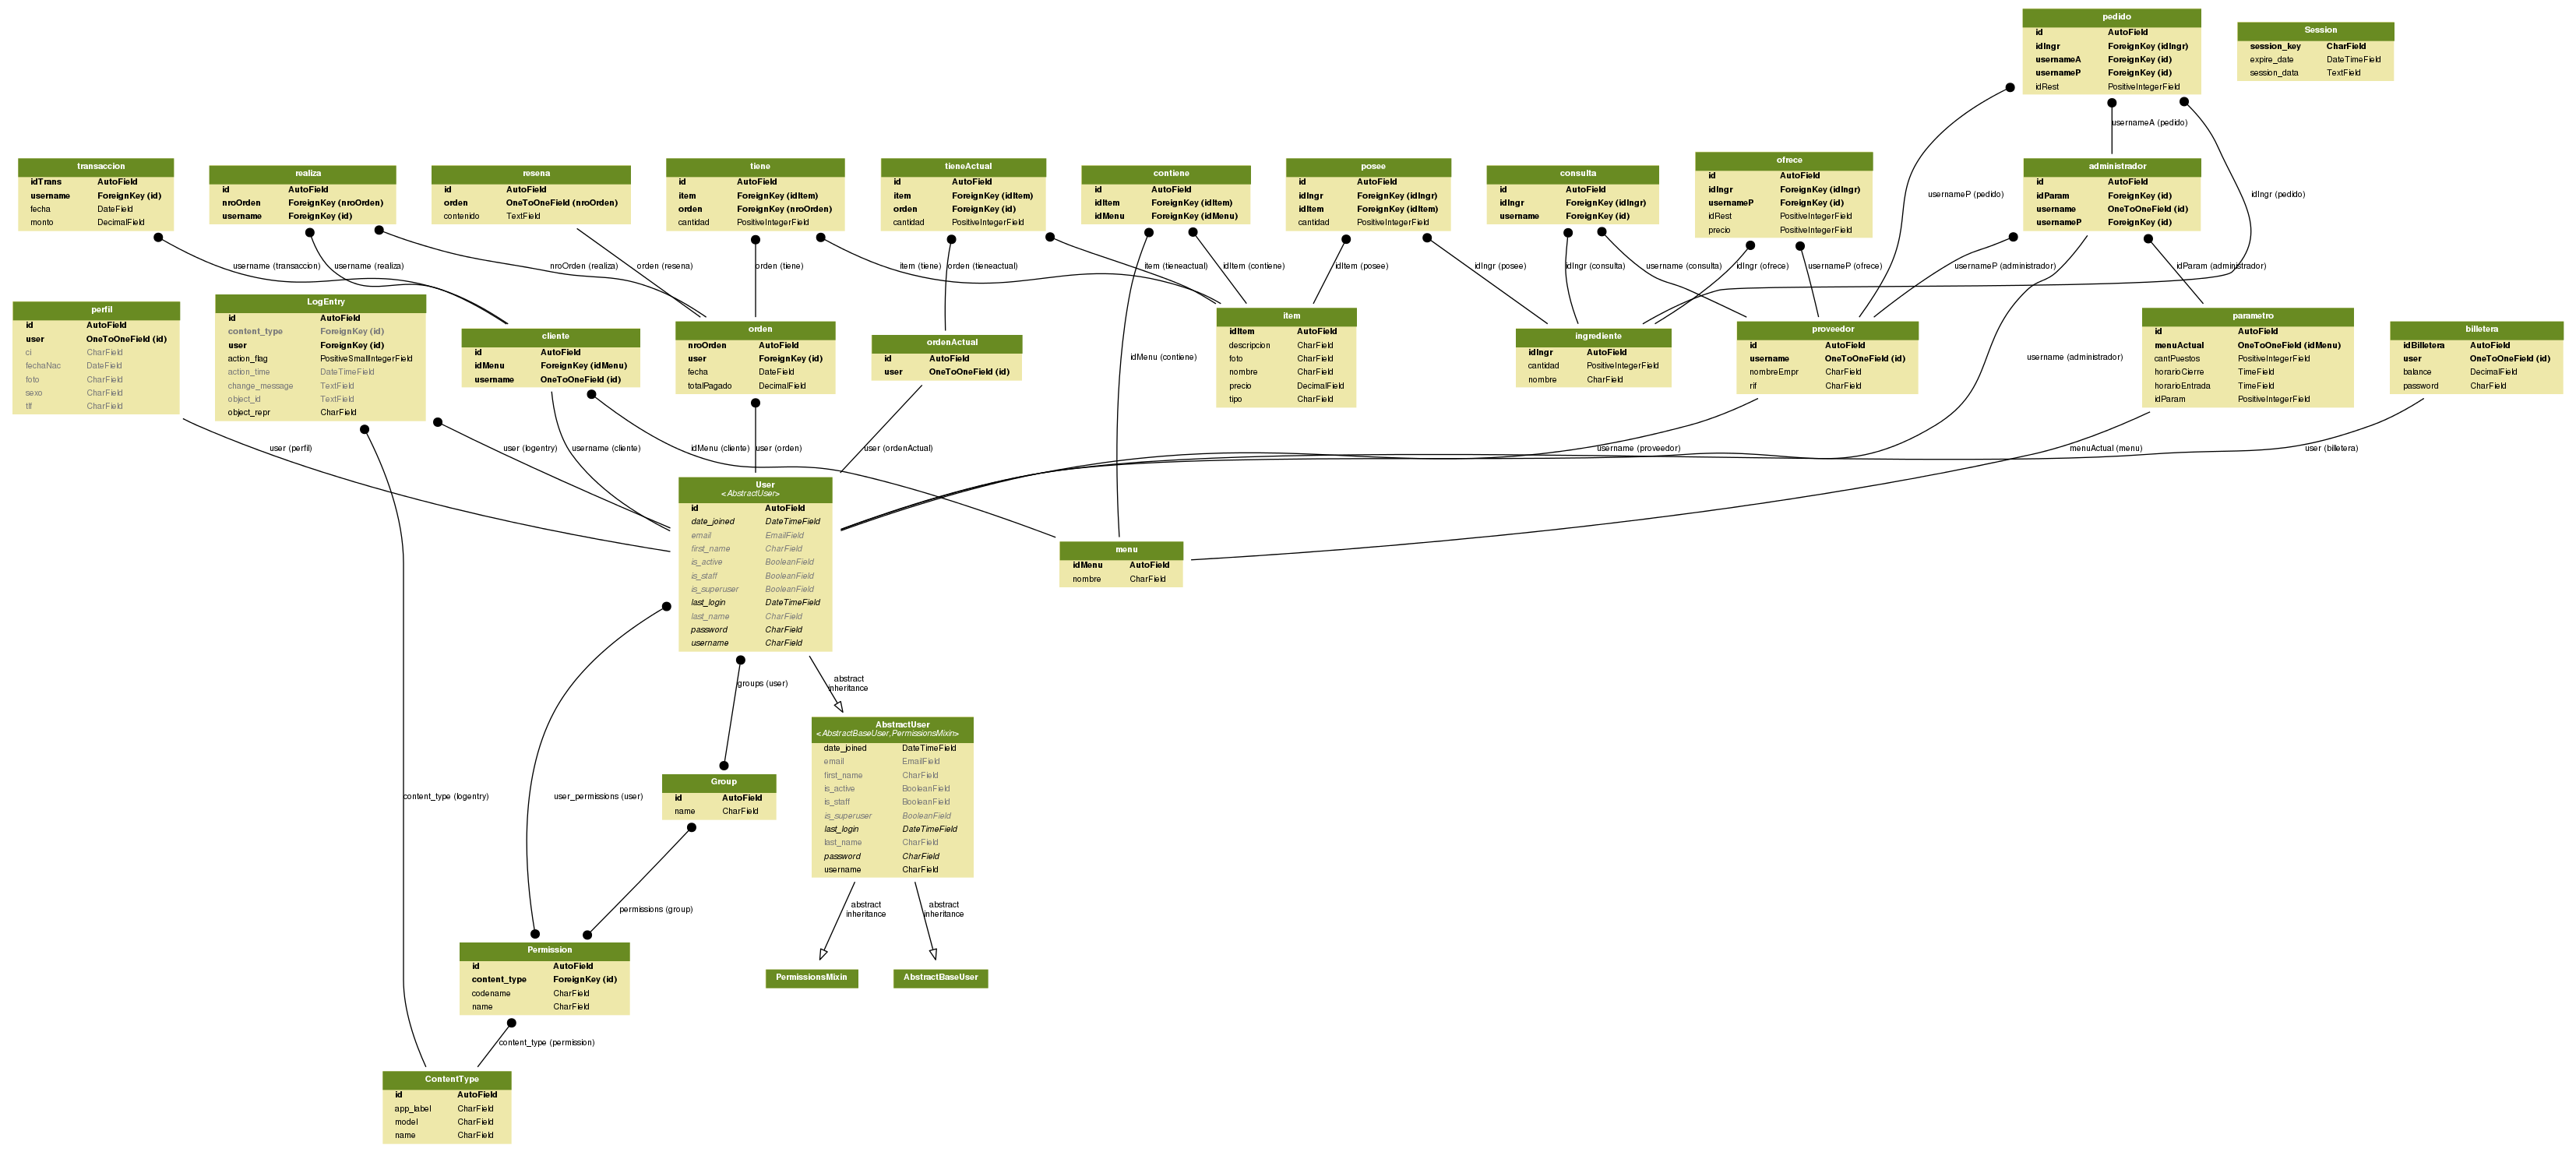 pedido
id AutoField
idIngr ForeignKey (idIngr)
usernameA ForeignKey (id)
usernameP ForeignKey (id)
idRest PositiveIntegerField
Session
session_key CharField
expire_date DateTimeField
session_data TextField
usernameA (pedido)
usernameP (pedido)
idIngr (pedido)
transaccion
idTrans AutoField
username ForeignKey (id)
fecha DateField
monto DecimalField
realiza
id AutoField
nroOrden ForeignKey (nroOrden)
username ForeignKey (id)
resena
id AutoField
orden OneToOneField (nroOrden)
contenido TextField
tiene
id AutoField
item ForeignKey (idItem)
orden ForeignKey (nroOrden)
cantidad PositiveIntegerField
tieneActual
id AutoField
item ForeignKey (idItem)
orden ForeignKey (id)
cantidad PositiveIntegerField
contiene
id AutoField
idItem ForeignKey (idItem)
idMenu ForeignKey (idMenu)
posee
id AutoField
idIngr ForeignKey (idIngr)
idItem ForeignKey (idItem)
cantidad PositiveIntegerField
consulta
id AutoField
idIngr ForeignKey (idIngr)
username ForeignKey (id)
ofrece
id AutoField
idIngr ForeignKey (idIngr)
usernameP ForeignKey (id)
idRest PositiveIntegerField
precio PositiveIntegerField
administrador
id AutoField
idParam ForeignKey (id)
username OneToOneField (id)
usernameP ForeignKey (id)
username (transaccion)
username (realiza)
nroOrden (realiza)
orden (resena)
orden (tiene)
item (tiene)
orden (tieneactual)
item (tieneactual)
idItem (contiene)
idItem (posee)
idIngr (posee)
idIngr (consulta)
username (consulta)
idIngr (ofrece)
usernameP (ofrece)
usernameP (administrador)
idParam (administrador)
perfil
id AutoField
user OneToOneField (id)
ci CharField
fechaNac DateField
foto CharField
sexo CharField
tlf CharField
LogEntry
id AutoField
content_type ForeignKey (id)
user ForeignKey (id)
action_flag PositiveSmallIntegerField
action_time DateTimeField
change_message TextField
object_id TextField
object_repr CharField
cliente
id AutoField
idMenu ForeignKey (idMenu)
username OneToOneField (id)
orden
nroOrden AutoField
user ForeignKey (id)
fecha DateField
totalPagado DecimalField
ordenActual
id AutoField
user OneToOneField (id)
idMenu (contiene)
item
idItem AutoField
descripcion CharField
foto CharField
nombre CharField
precio DecimalField
tipo CharField
ingrediente
idIngr AutoField
cantidad PositiveIntegerField
nombre CharField
proveedor
id AutoField
username OneToOneField (id)
nombreEmpr CharField
rif CharField
username (administrador)
parametro
id AutoField
menuActual OneToOneField (idMenu)
cantPuestos PositiveIntegerField
horarioCierre TimeField
horarioEntrada TimeField
idParam PositiveIntegerField
billetera
idBilletera AutoField
user OneToOneField (id)
balance DecimalField
password CharField
user (perfil)
user (logentry)
username (cliente)
idMenu (cliente)
user (orden)
user (ordenActual)
username (proveedor)
menuActual (menu)
user (billetera)
User
<AbstractUser>
id AutoField
date_joined DateTimeField
email EmailField
first_name CharField
is_active BooleanField
is_staff BooleanField
is_superuser BooleanField
last_login DateTimeField
last_name CharField
password CharField
username CharField
menu
idMenu AutoField
nombre CharField
groups (user)
abstract
inheritance
AbstractUser
<AbstractBaseUser,PermissionsMixin>
date_joined DateTimeField
email EmailField
first_name CharField
is_active BooleanField
is_staff BooleanField
is_superuser BooleanField
last_login DateTimeField
last_name CharField
password CharField
username CharField
content_type (logentry)
user_permissions (user)
Group
id AutoField
name CharField
permissions (group)
abstract
inheritance
abstract
inheritance
Permission
id AutoField
content_type ForeignKey (id)
codename CharField
name CharField
PermissionsMixin
AbstractBaseUser
content_type (permission)
ContentType
id AutoField
app_label CharField
model CharField
name CharField